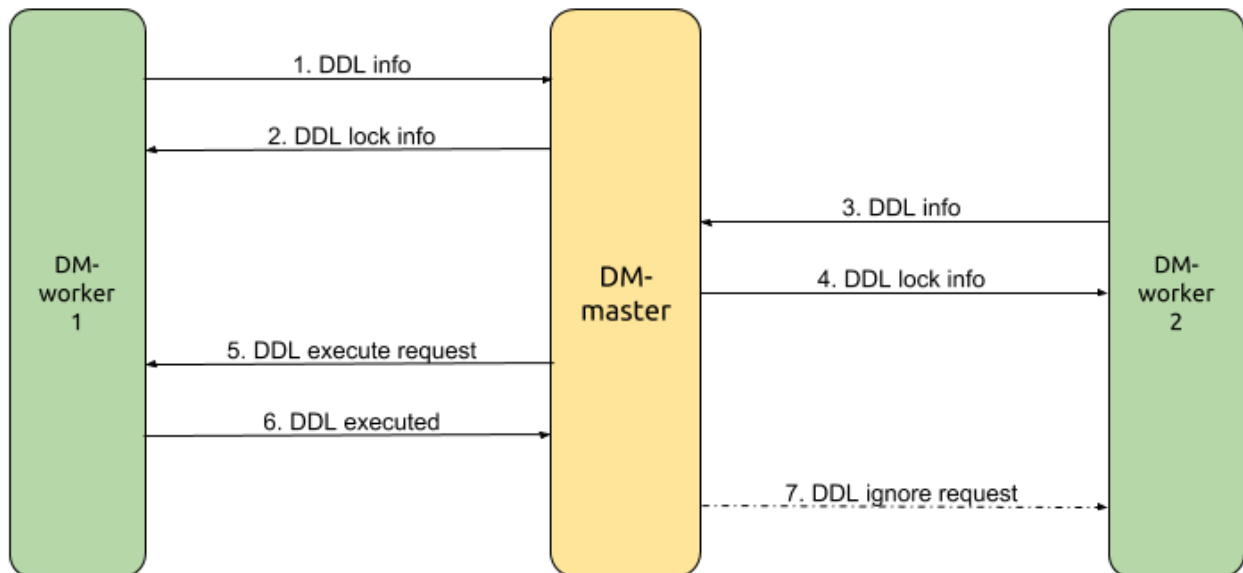 1. DDL info
2. DDL lock info
3. DDL info
DM-
worker
1
DM-
master
4. DDL lock info
DM-
worker
2
5. DDL execute request
6. DDL executed
7. DDL ignore request